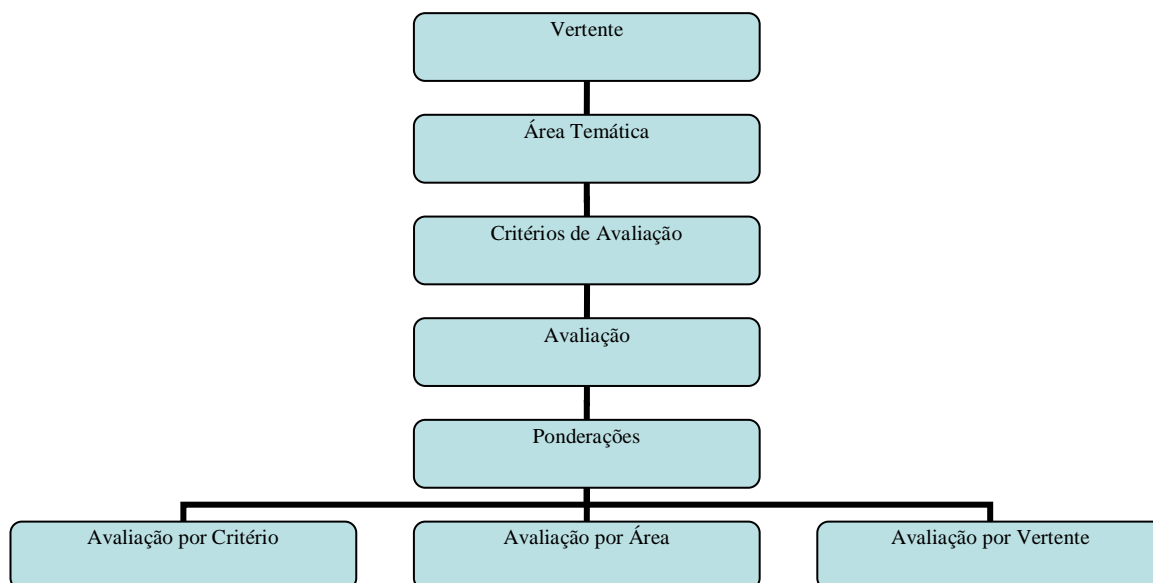 Vertente
Área Temática
Critérios de Avaliação
Avaliação
Ponderações
Avaliação por Critério
Avaliação por Área
Avaliação por Vertente